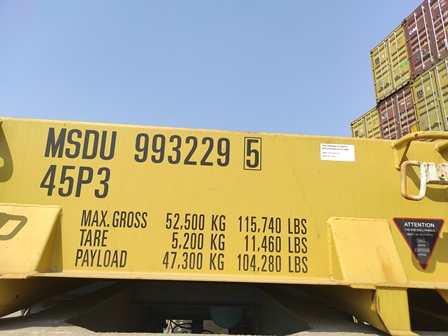 MSDU 993229 5
45P3
MAX.GROSS 52,500 KG 115,740 LBS
TARE 5,200 KG 11,460 LBS
PAYLOAD 47,300 KG 104,280 LBS
ATTENTION